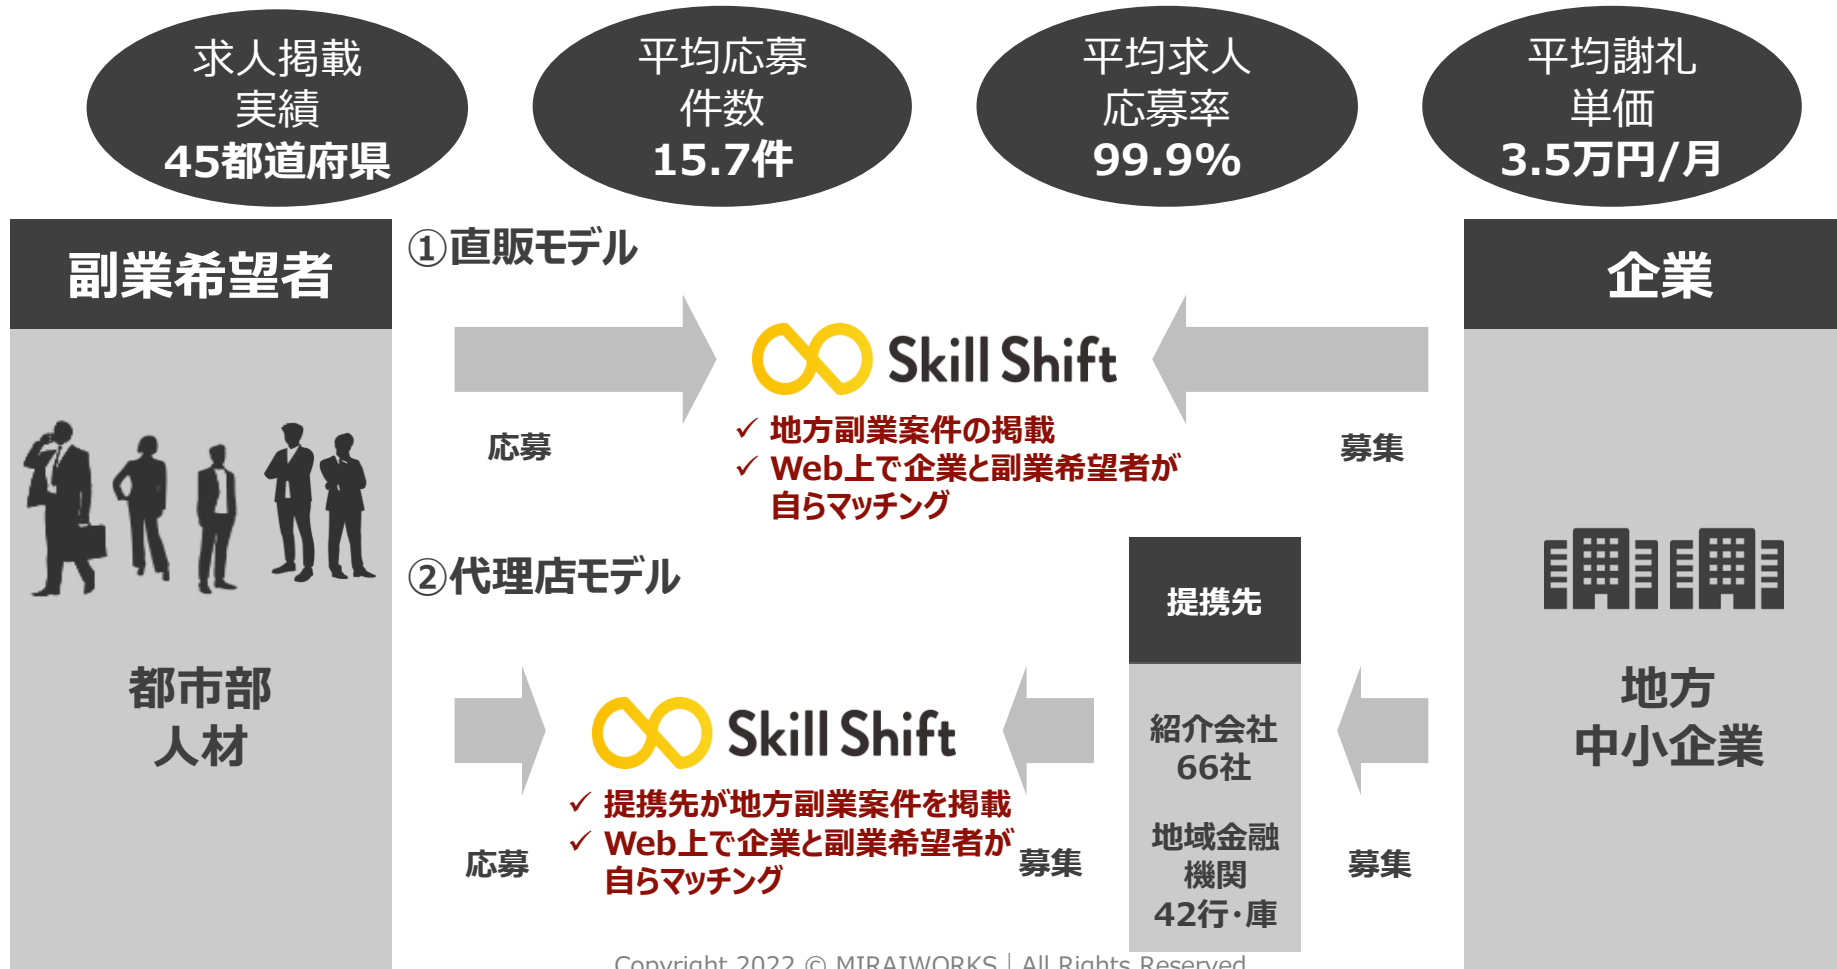 求人掲載
実績
45都道府県
平均応募
件数
15.7件
平均求人
応募率
99.9%
平均謝礼
単価
3.5万円/月
副業希望者
都市部
人材
①直販モデル
Skill Shift
応募
募集
✓ 地方副業案件の掲載
✓ Web上で企業と副業希望者が
自らマッチング
②代理店モデル
Skill Shift
応募
✓ 提携先が地方副業案件を掲載
✓ Web上で企業と副業希望者が
自らマッチング
募集
提携先
紹介会社
66社
地域金融
機関
42行・庫
募集
企業
地方
中小企業
Copyright 2022 © MIRAIWORKS | All Rights Reserved